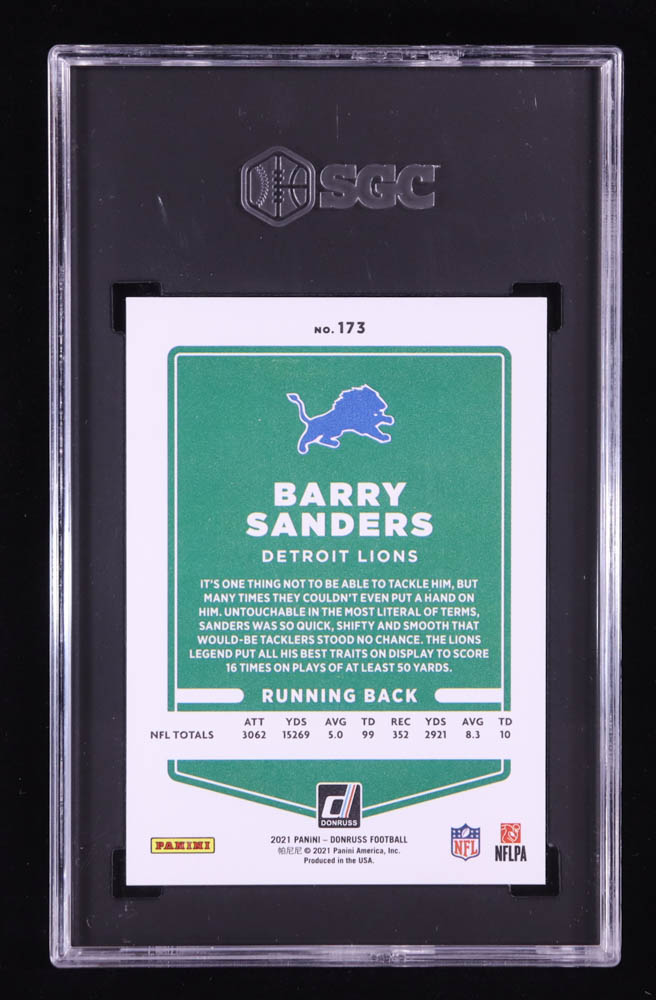 SGC
NO. 173
BARRY
SANDERS
DETROIT LIONS
IT'S ONE THING NOT TO BE ABLE TO TACKLE HIM, BUT
MANY TIMES THEY COULDN'T EVEN PUT A HAND ON
HIM. UNTOUCHABLE IN THE MOST LITERAL OF TERMS,
SANDERS WAS SO QUICK, SHIFTY AND SMOOTH THAT
WOULD-BE TACKLERS STOOD NO CHANCE. THE LIONS
LEGEND PUT ALL HIS BEST TRAITS ON DISPLAY TO SCORE
16 TIMES ON PLAYS OF AT LEAST 50 YARDS.
RUNNING BACK
ATT YDS AVG TD REC YDS AVG TD
NFL TOTALS 3062 15269 5.0 99 352 2921 8.3 10
d
DONRUSS
PANINI
2021 PANINI – DONRUSS FOOTBALL
帕尼尼 © 2021 Panini America, Inc.
Produced in the USA.
NFL
NFLPA